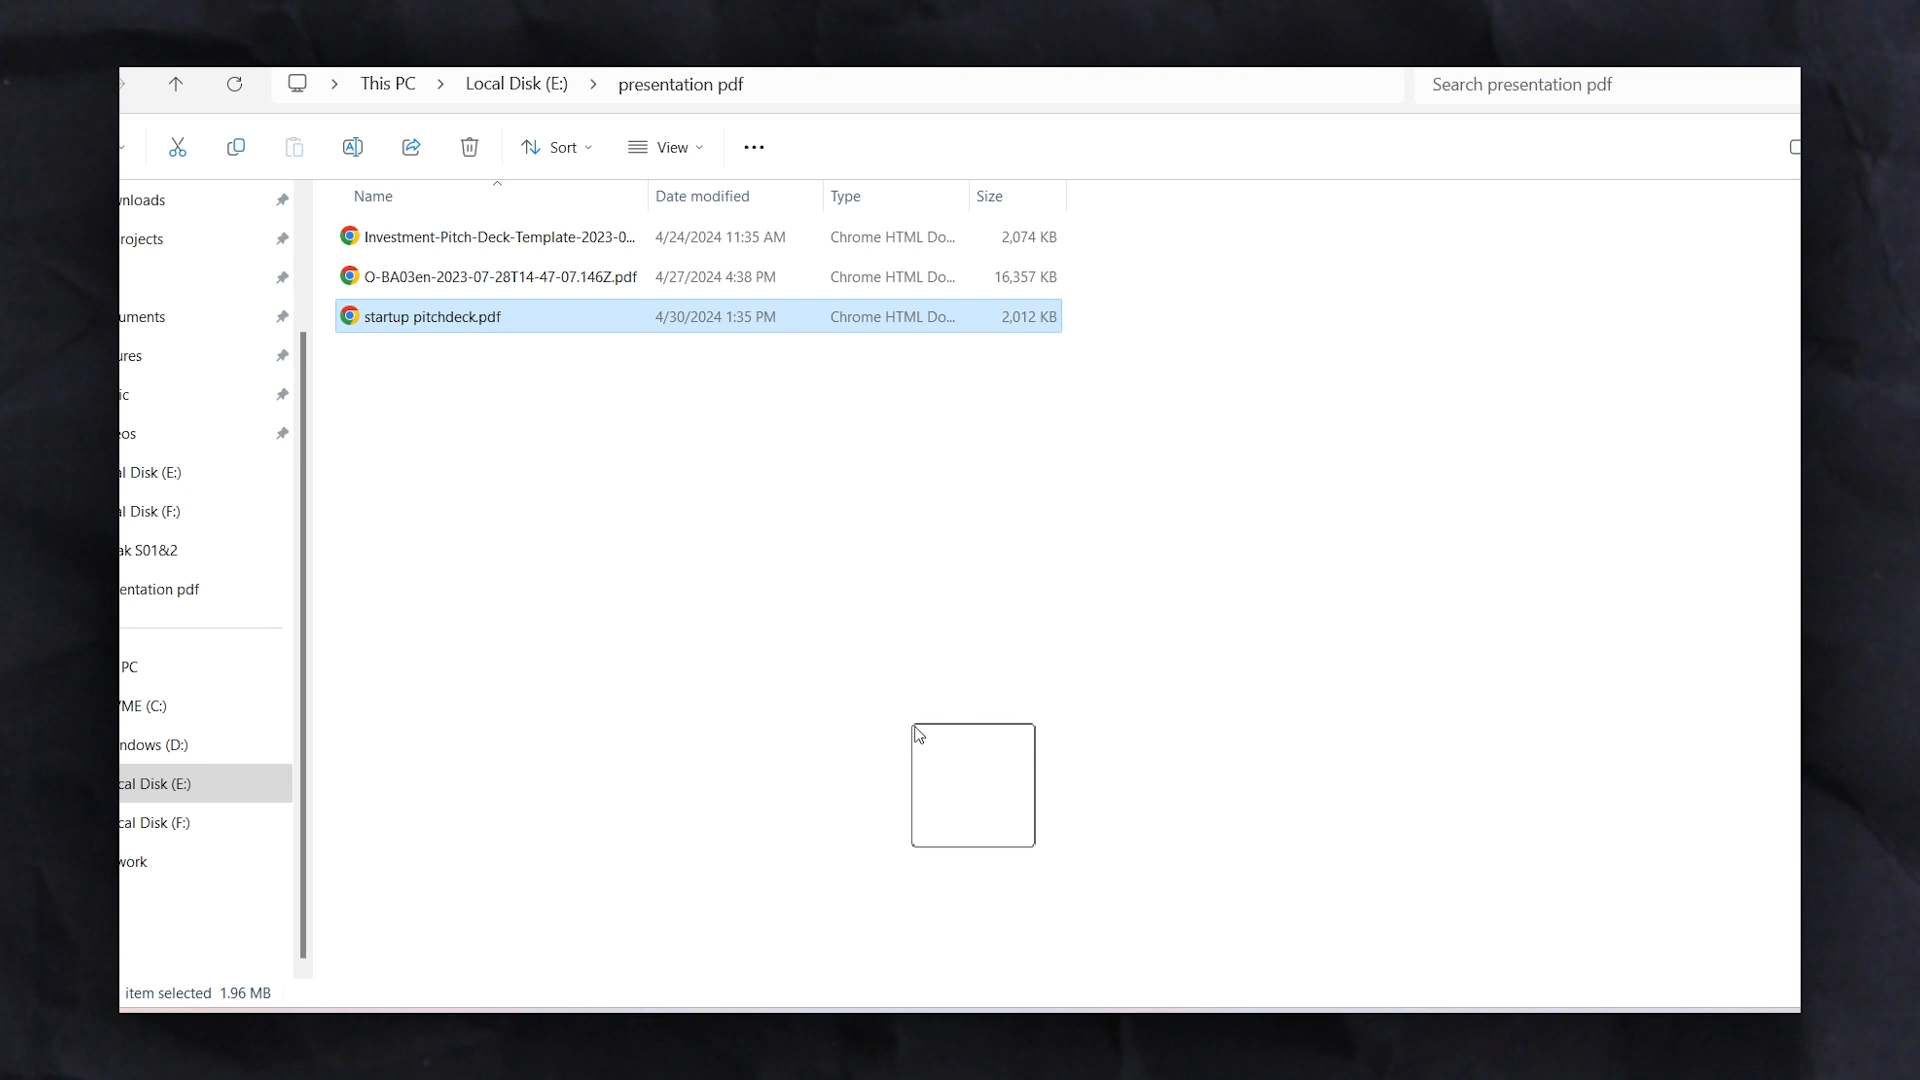 This PC > Local Disk (E:) > presentation pdf
Search presentation pdf
Sort
View
wnloads
rojects
uments
ures
ic
eos
al Disk (E:)
al Disk (F:)
ak S01&2
entation pdf
PC
ME (C:)
ndows (D:)
cal Disk (E:)
cal Disk (F:)
work
Name Date modified Type Size
Investment-Pitch-Deck-Template-2023-0... 4/24/2024 11:35 AM Chrome HTML Do... 2,074 KB
O-BA03en-2023-07-28T14-47-07.146Z.pdf 4/27/2024 4:38 PM Chrome HTML Do... 16,357 KB
startup pitchdeck.pdf 4/30/2024 1:35 PM Chrome HTML Do... 2,012 KB
item selected 1.96 MB